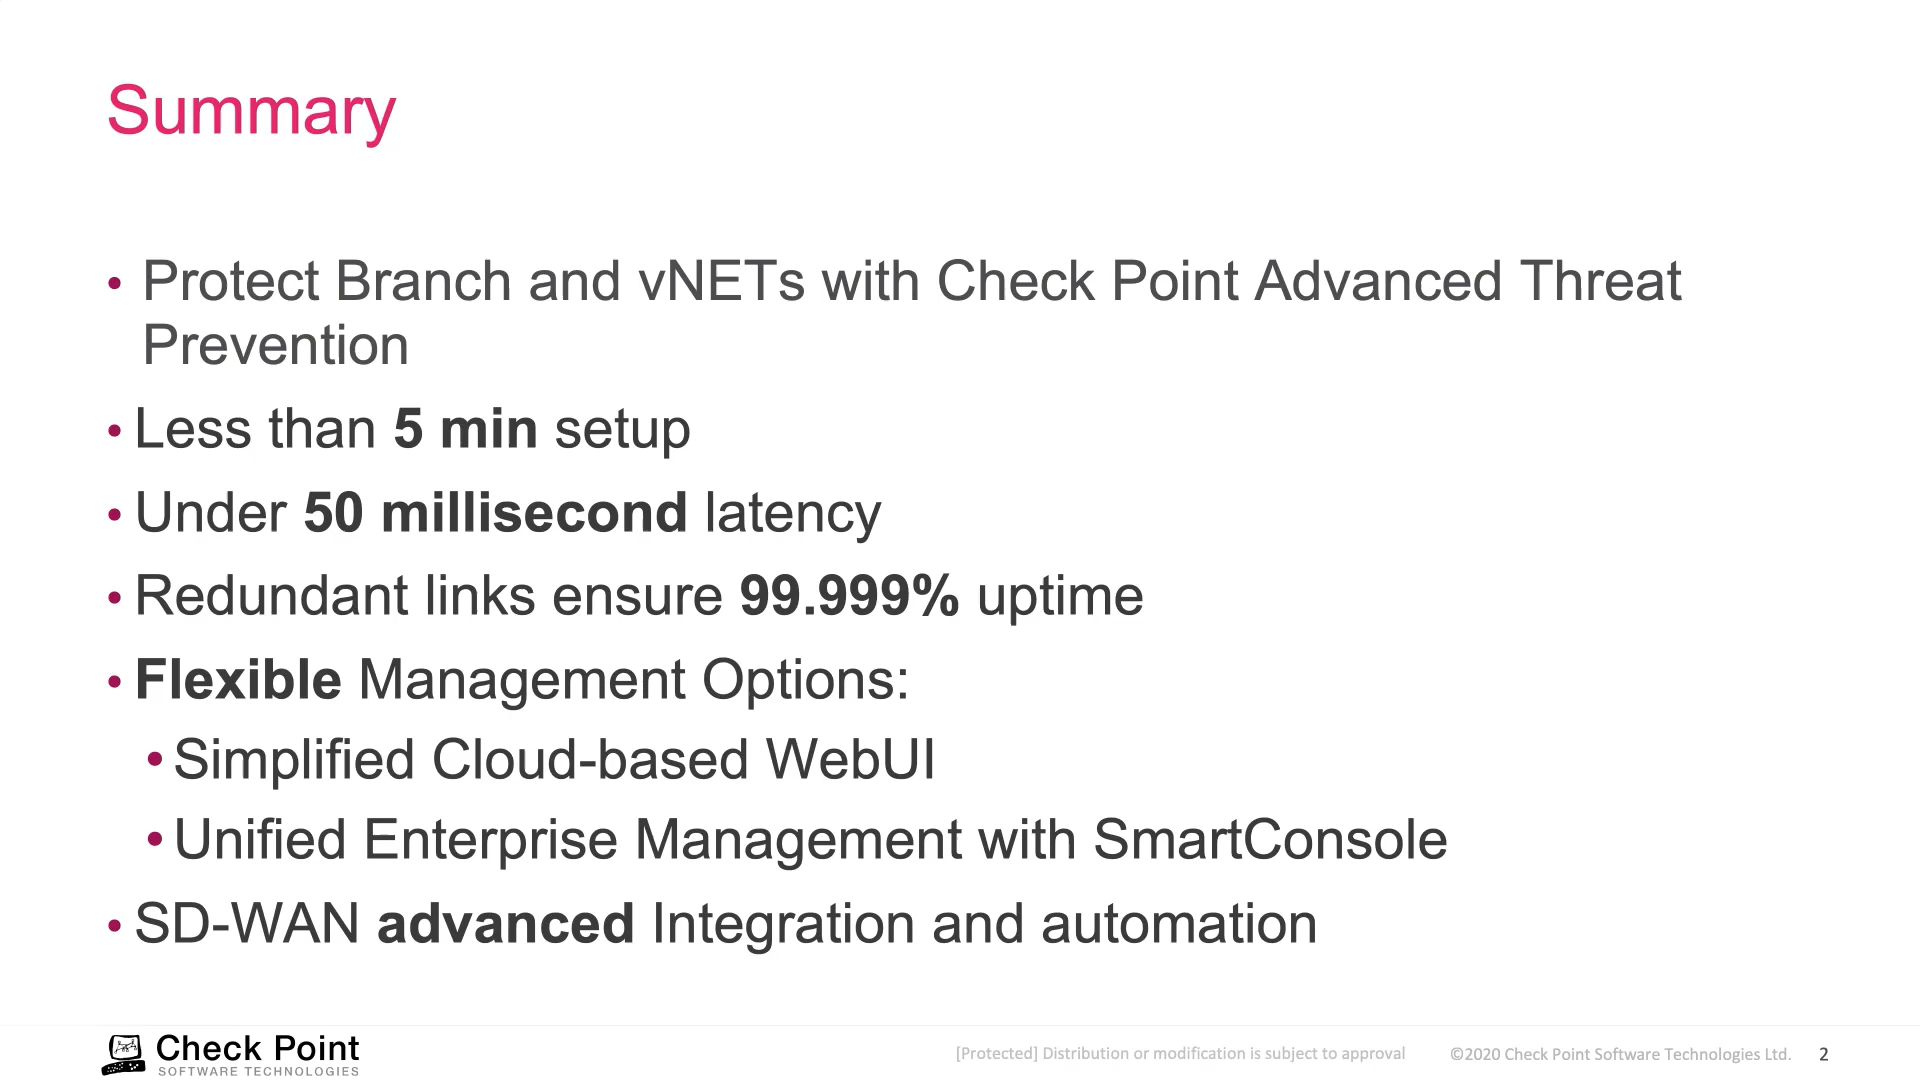 Summary
• Protect Branch and vNETs with Check Point Advanced Threat
Prevention
• Less than 5 min setup
• Under 50 millisecond latency
• Redundant links ensure 99.999% uptime
• Flexible Management Options:
• Simplified Cloud-based WebUI
• Unified Enterprise Management with SmartConsole
• SD-WAN advanced Integration and automation
Check Point
SOFTWARE TECHNOLOGIES
[Protected] Distribution or modification is subject to approval
©2020 Check Point Software Technologies Ltd.
2